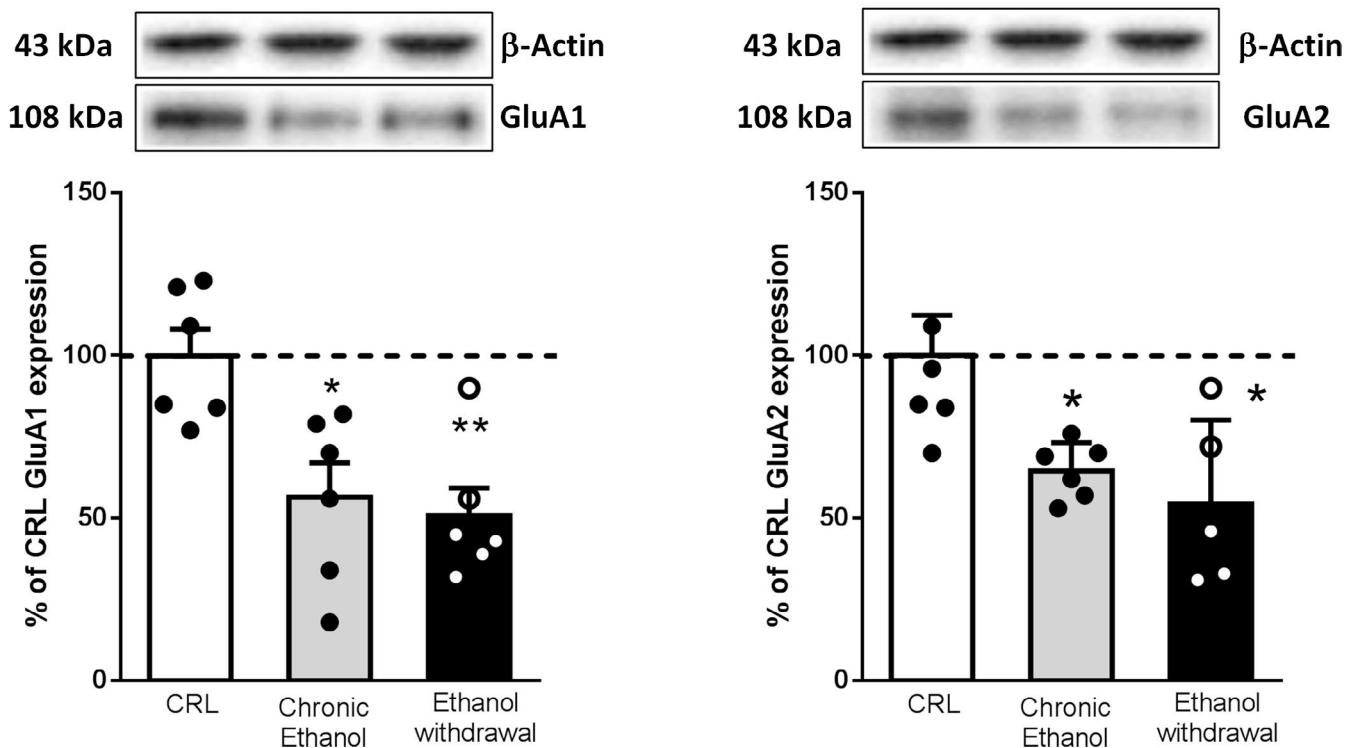 43 kDa
β-Actin
108 kDa
GluA1
% of CRL GluA1 expression
150
100
50
0
*
**
CRL
Chronic
Ethanol
Ethanol
withdrawal
43 kDa
β-Actin
108 kDa
GluA2
% of CRL GluA2 expression
150
100
50
0
*
*
CRL
Chronic
Ethanol
Ethanol
withdrawal